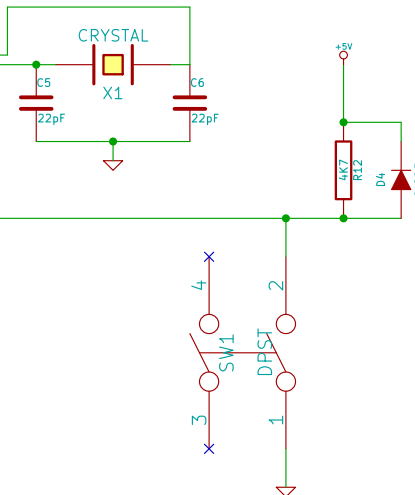 CRYSTAL
X1
C5
22pF
C6
22pF
+5V
4K7
R12
D4
4
2
SW1
DPST
3
1